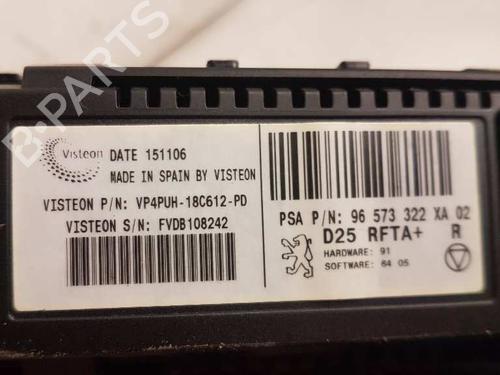 B-PARTS
Visteon
DATE 151106
MADE IN SPAIN BY VISTEON
VISTEON P/N: VP4PUH-18C612-PD
VISTEON S/N: FVDB108242
PSA P/N: 96 573 322 XA 02
D25 RFTA+ R
HARDWARE: 91
SOFTWARE: 64 05